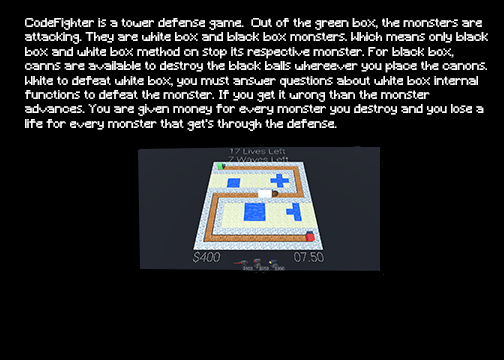 CodeFighter is a tower defense game. Out of the green box, the monsters are
attacking. They are white box and black box monsters. Which means only black
box and white box method cn stop its respective monster. For black box,
canns are available to destroy the black balls whereever you place the canons.
White to defeat white box, you must answer questions about white box internal
functions to defeat the monster. If you get it wrong than the monster
advances. You are given money for every monster you destroy and you lose a
life for every monster that get's through the defense.
17 Lives Left
7 Waves Left
$400 07.50